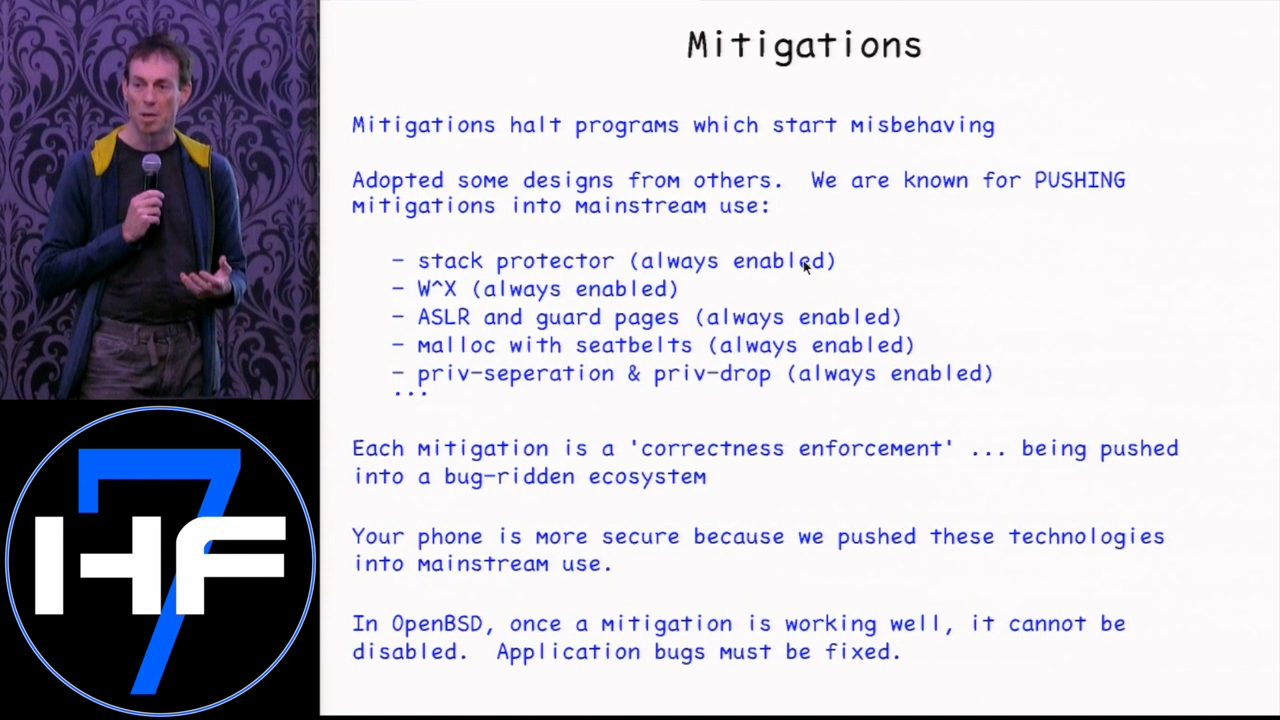 Mitigations
Mitigations halt programs which start misbehaving
Adopted some designs from others.  We are known for PUSHING
mitigations into mainstream use:
- stack protector (always enabled)
- W^X (always enabled)
- ASLR and guard pages (always enabled)
- malloc with seatbelts (always enabled)
- priv-seperation & priv-drop (always enabled)
...
Each mitigation is a 'correctness enforcement' ... being pushed
into a bug-ridden ecosystem
Your phone is more secure because we pushed these technologies
into mainstream use.
In OpenBSD, once a mitigation is working well, it cannot be
disabled.  Application bugs must be fixed.
7
HF